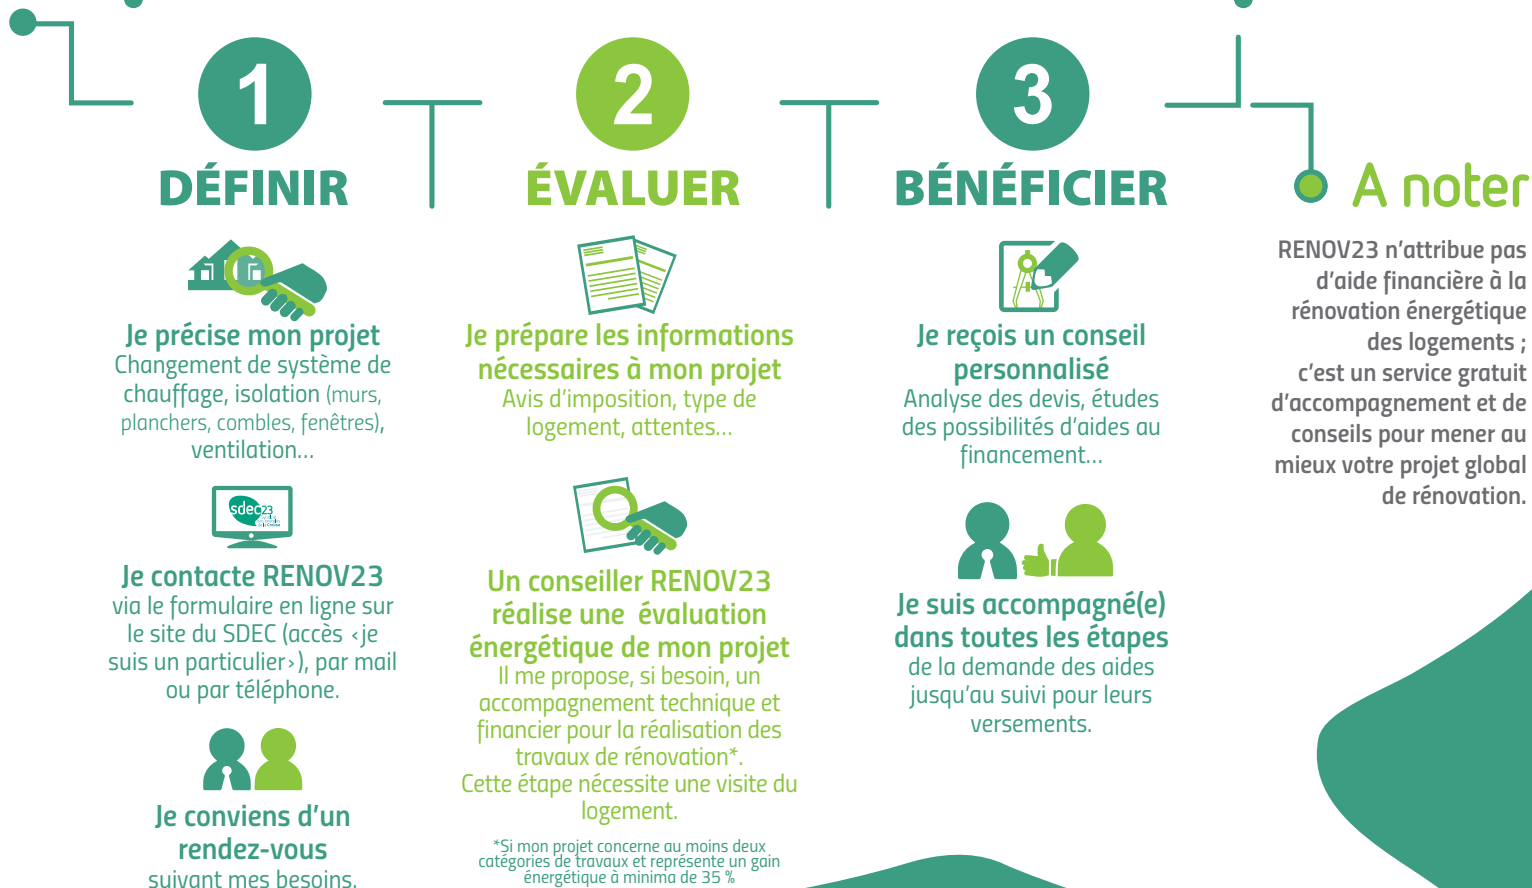 1
DÉFINIR
Je précise mon projet
Changement de système de
chauffage, isolation (murs,
planchers, combles, fenêtres),
ventilation...
sdec23
Je contacte RENOV23
via le formulaire en ligne sur
le site du SDEC (accès ‹je
suis un particulier›), par mail
ou par téléphone.
Je conviens d'un
rendez-vous
suivant mes besoins.
2
ÉVALUER
Je prépare les informations
nécessaires à mon projet
Avis d'imposition, type de
logement, attentes...
Un conseiller RENOV23
réalise une évaluation
énergétique de mon projet
Il me propose, si besoin, un
accompagnement technique et
financier pour la réalisation des
travaux de rénovation*.
Cette étape nécessite une visite du
logement.
*Si mon projet concerne au moins deux
catégories de travaux et représente un gain
énergétique à minima de 35 %
3
BÉNÉFICIER
Je reçois un conseil
personnalisé
Analyse des devis, études
des possibilités d'aides au
financement...
Je suis accompagné(e)
dans toutes les étapes
de la demande des aides
jusqu'au suivi pour leurs
versements.
A noter
RENOV23 n'attribue pas
d'aide financière à la
rénovation énergétique
des logements ;
c'est un service gratuit
d'accompagnement et de
conseils pour mener au
mieux votre projet global
de rénovation.